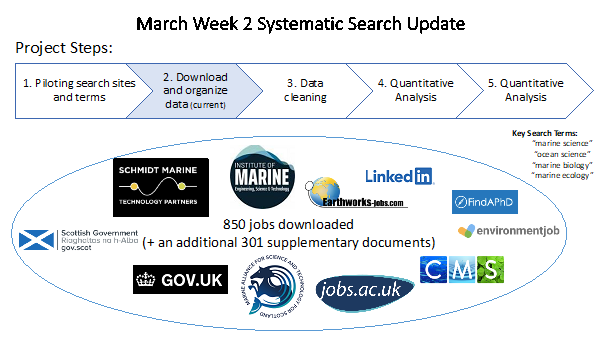 March Week 2 Systematic Search Update
Project Steps:
1. Piloting search sites
and terms
2. Download
and organize
data (current)
3. Data
cleaning
4. Quantitative
Analysis
5. Quantitative
Analysis
Key Search Terms:
"marine science"
"ocean science"
"marine biology"
"marine ecology"
SCHMIDT MARINE
TECHNOLOGY PARTNERS
INSTITUTE OF
MARINE
Engineering, Science & Technology
Earthworks-jobs.com
LinkedIn
FindAPhD
environmentjob
Scottish Government
Riaghaltas na h-Alba
gov.scot
850 jobs downloaded
(+ an additional 301 supplementary documents)
GOV.UK
MARINE ALLIANCE FOR SCIENCE AND TECHNOLOGY FOR SCOTLAND
jobs.ac.uk
CMS